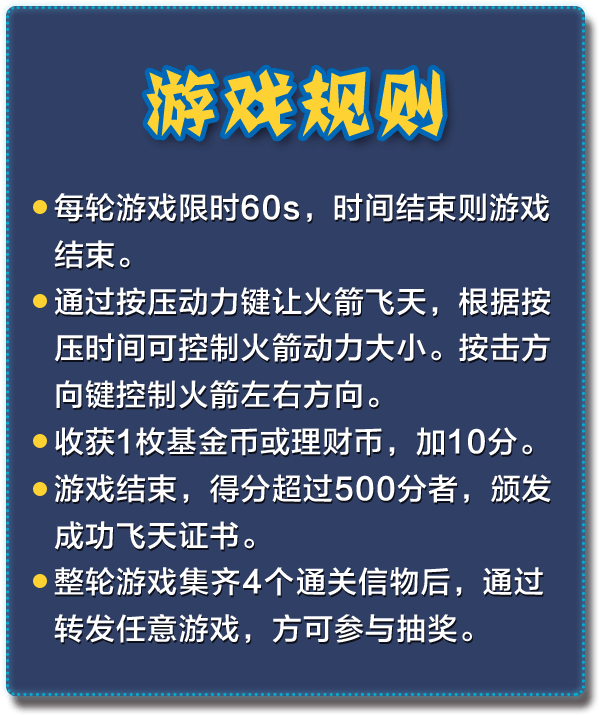 游戏规则
每轮游戏限时60s，时间结束则游戏
结束。
通过按压动力键让火箭飞天，根据按
压时间可控制火箭动力大小。按击方
向键控制火箭左右方向。
收获1枚基金币或理财币，加10分。
游戏结束，得分超过500分者，颁发
成功飞天证书。
整轮游戏集齐4个通关信物后，通过
转发任意游戏，方可参与抽奖。